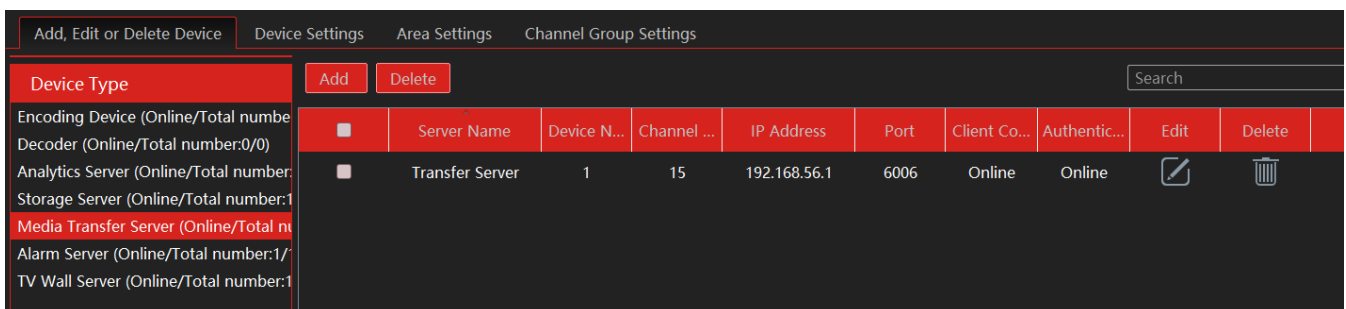 Add, Edit or Delete Device Device Settings Area Settings Channel Group Settings
Device Type
Encoding Device (Online/Total numbe
Decoder (Online/Total number:0/0)
Analytics Server (Online/Total number:
Storage Server (Online/Total number:1
Media Transfer Server (Online/Total nu
Alarm Server (Online/Total number:1/1
TV Wall Server (Online/Total number:1
Add Delete Search
Server Name Device N... Channel ... IP Address Port Client Co... Authentic... Edit Delete
Transfer Server 1 15 192.168.56.1 6006 Online Online